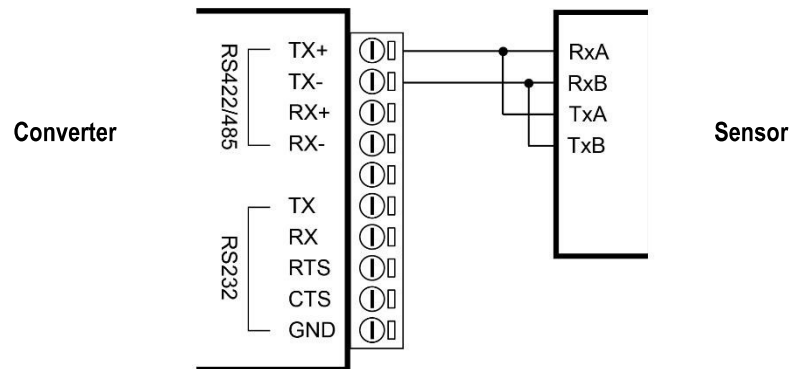 Converter
RS422/485
TX+
TX-
RX+
RX-
RS232
TX
RX
RTS
CTS
GND
RxA
RxB
TxA
TxB
Sensor